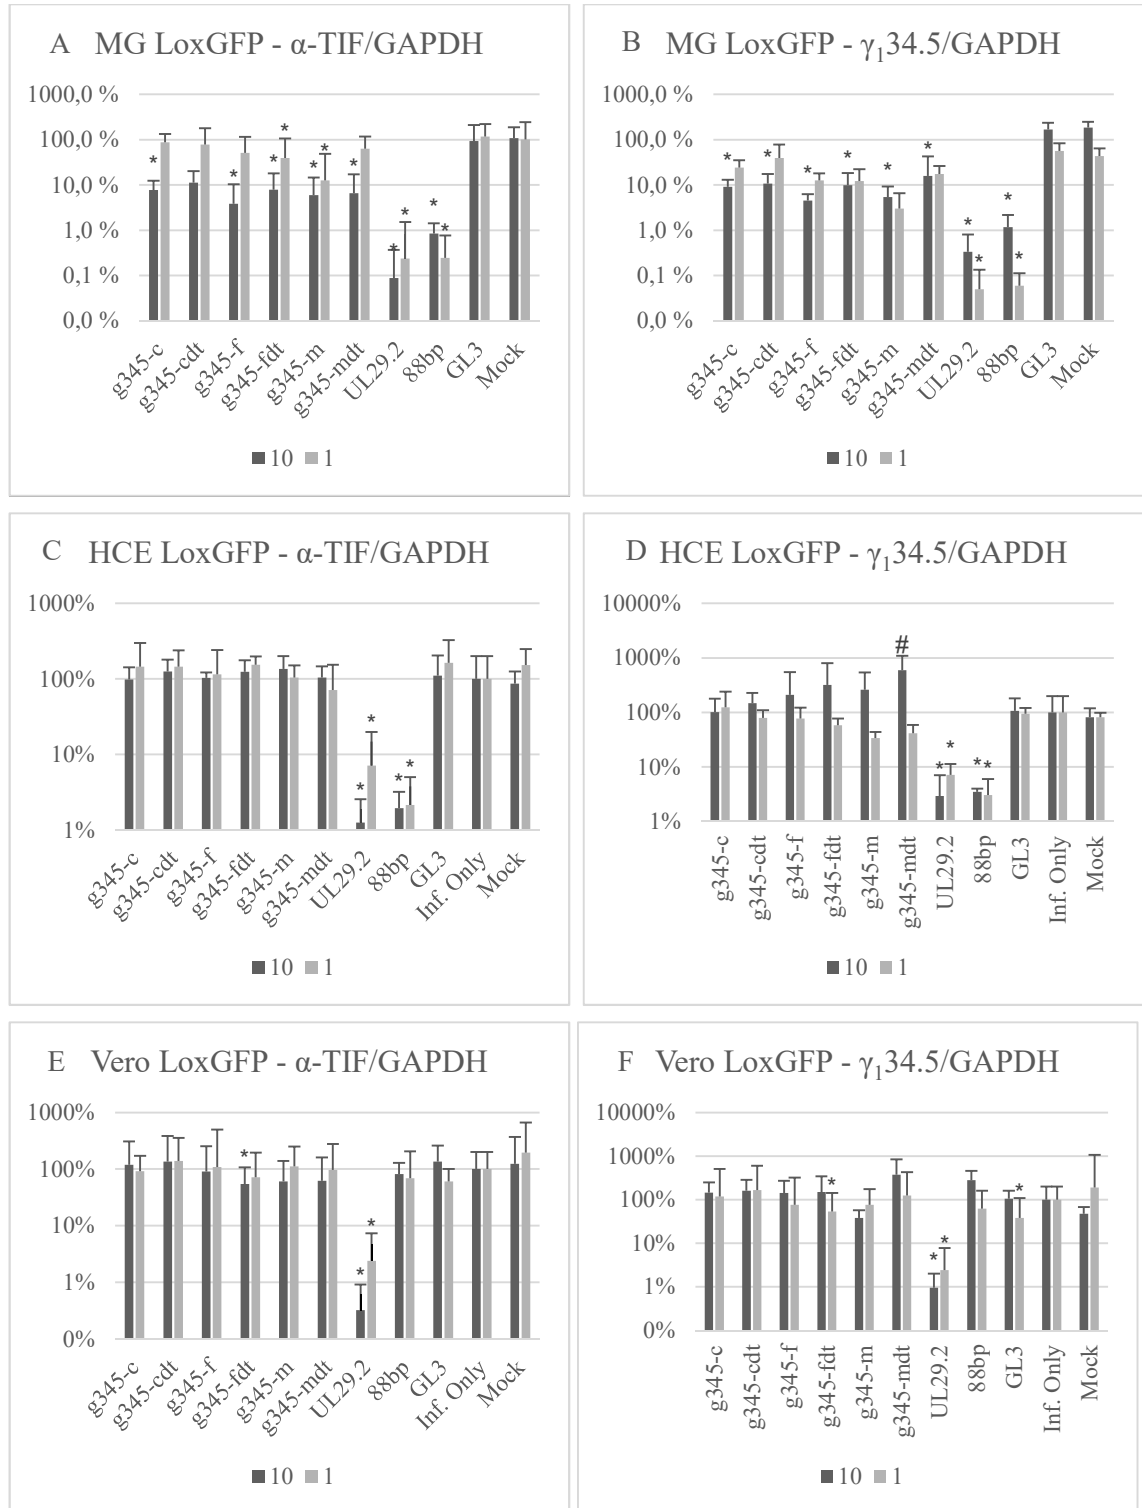 A MG LoxGFP - α-TIF/GAPDH
1000,0 %
100,0 %
10,0 %
1,0 %
0,1 %
0,0 %
* * * * * * * * * * *
g345-c g345-cdt g345-f g345-fdt g345-m g345-mdt UL29.2 88bp GL3 Mock
10 1
B MG LoxGFP - γ₁34.5/GAPDH
1000,0 %
100,0 %
10,0 %
1,0 %
0,1 %
0,0 %
* * * * * * * * * *
g345-c g345-cdt g345-f g345-fdt g345-m g345-mdt UL29.2 88bp GL3 Mock
10 1
C HCE LoxGFP - α-TIF/GAPDH
1000%
100%
10%
1%
* * * *
g345-c g345-cdt g345-f g345-fdt g345-m g345-mdt UL29.2 88bp GL3 Inf. Only Mock
10 1
D HCE LoxGFP - γ₁34.5/GAPDH
10000%
1000%
100%
10%
1%
# * * * *
g345-c g345-cdt g345-f g345-fdt g345-m g345-mdt UL29.2 88bp GL3 Inf. Only Mock
10 1
E Vero LoxGFP - α-TIF/GAPDH
1000%
100%
10%
1%
0%
* * *
g345-c g345-cdt g345-f g345-fdt g345-m g345-mdt UL29.2 88bp GL3 Inf. Only Mock
10 1
F Vero LoxGFP - γ₁34.5/GAPDH
10000%
1000%
100%
10%
1%
0%
* * * *
g345-c g345-cdt g345-f g345-fdt g345-m g345-mdt UL29.2 88bp GL3 Inf. Only Mock
10 1